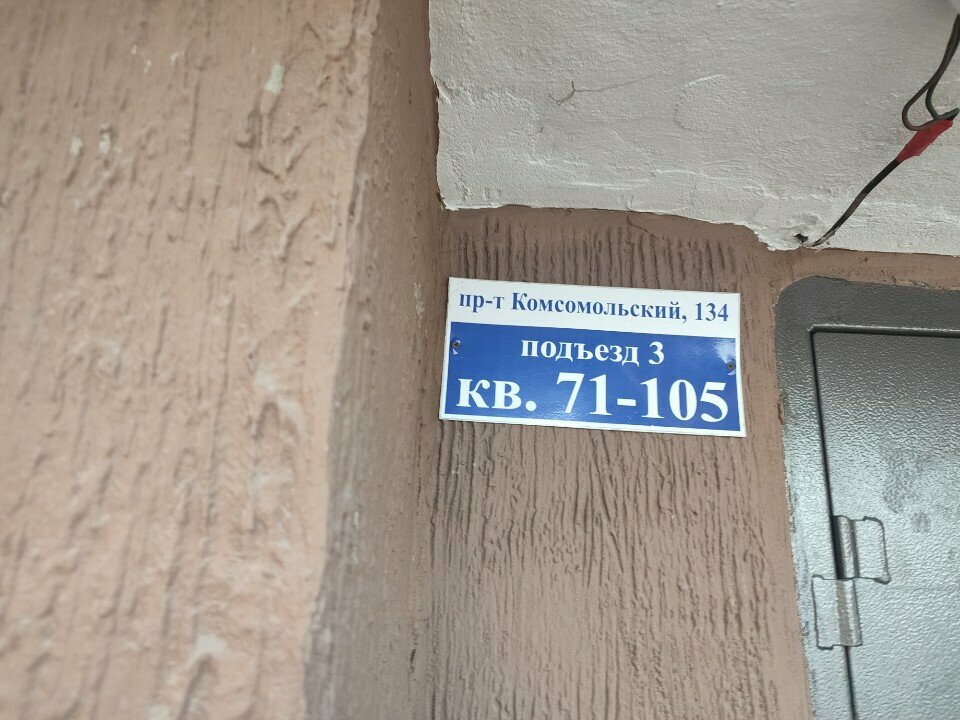 пр-т Комсомольский, 134
подъезд 3
кв. 71-105